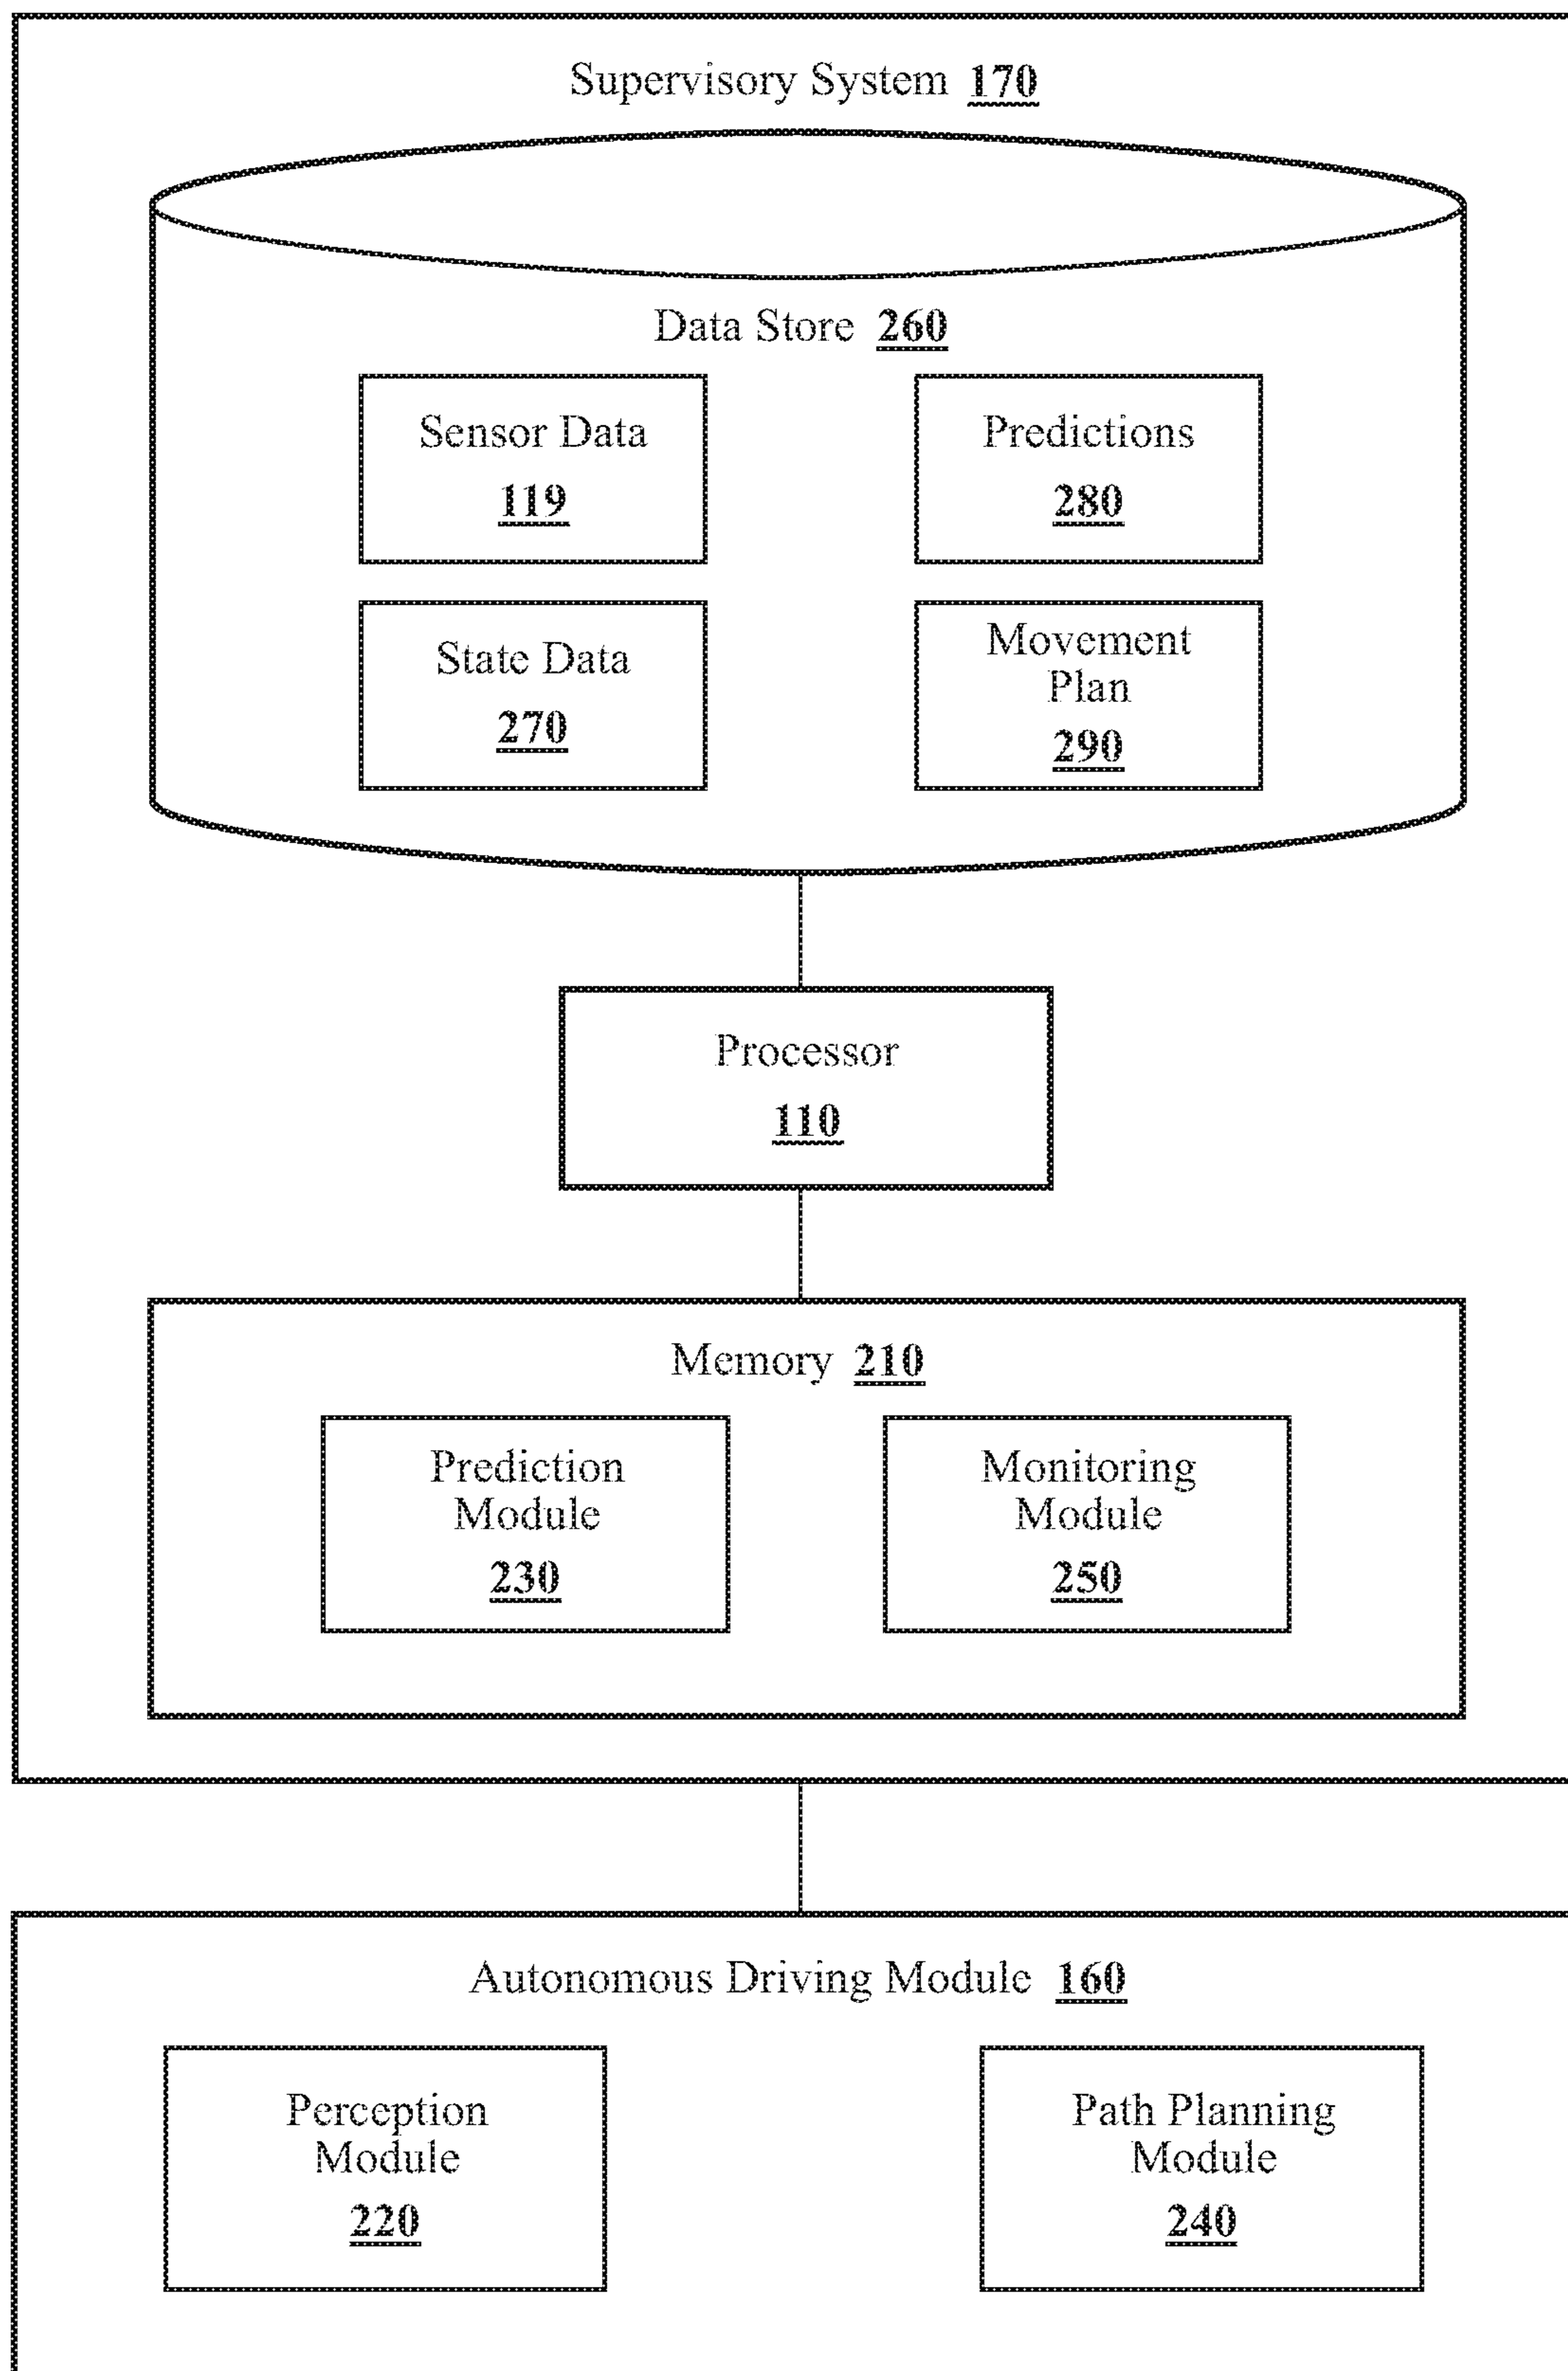 Supervisory System 170
Data Store 260
Sensor Data
119
Predictions
280
State Data
270
Movement
Plan
290
Processor
110
Memory 210
Prediction
Module
230
Monitoring
Module
250
Autonomous Driving Module 160
Perception
Module
220
Path Planning
Module
240